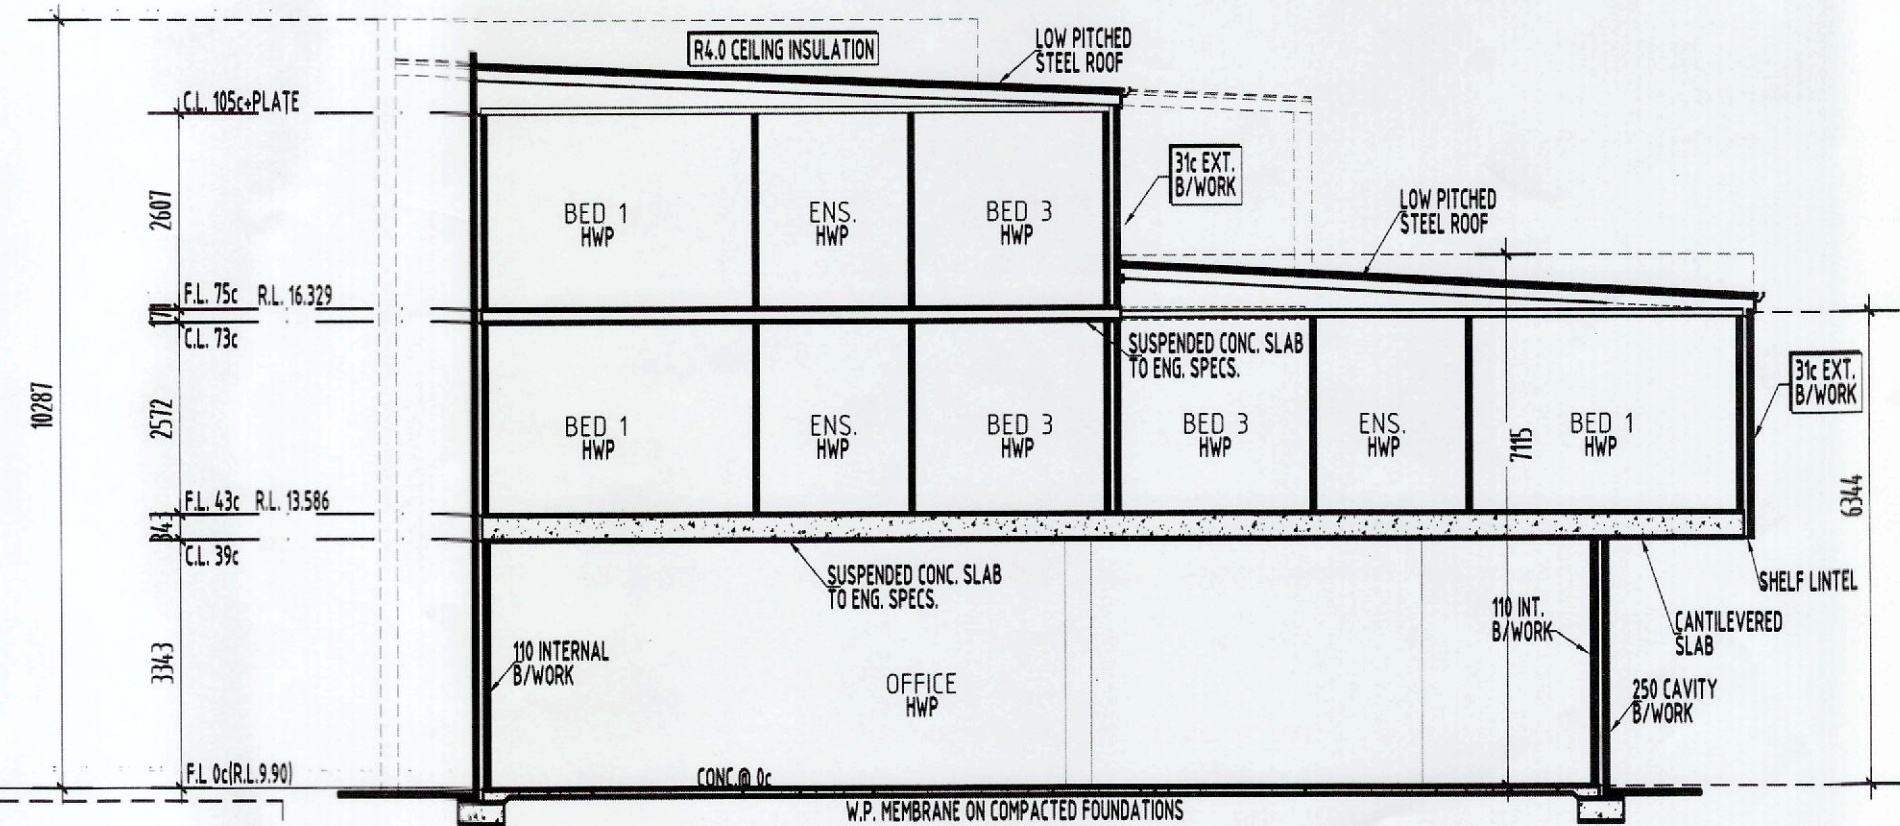 R4.0 CEILING INSULATION
LOW PITCHED
STEEL ROOF
C.L. 105c+PLATE
31c EXT.
B/WORK
LOW PITCHED
STEEL ROOF
2607
BED 1
HWP
ENS.
HWP
BED 3
HWP
F.L. 75c R.L. 16.329
171
C.L. 73c
SUSPENDED CONC. SLAB
TO ENG. SPECS.
31c EXT.
B/WORK
10287
2572
BED 1
HWP
ENS.
HWP
BED 3
HWP
BED 3
HWP
ENS.
HWP
7115
BED 1
HWP
6344
F.L. 43c R.L. 13.586
343
C.L. 39c
SUSPENDED CONC. SLAB
TO ENG. SPECS.
SHELF LINTEL
110 INT.
B/WORK
CANTILEVERED
SLAB
3343
110 INTERNAL
B/WORK
OFFICE
HWP
250 CAVITY
B/WORK
F.L 0c(R.L.9.90)
CONC.@ 0c
W.P. MEMBRANE ON COMPACTED FOUNDATIONS